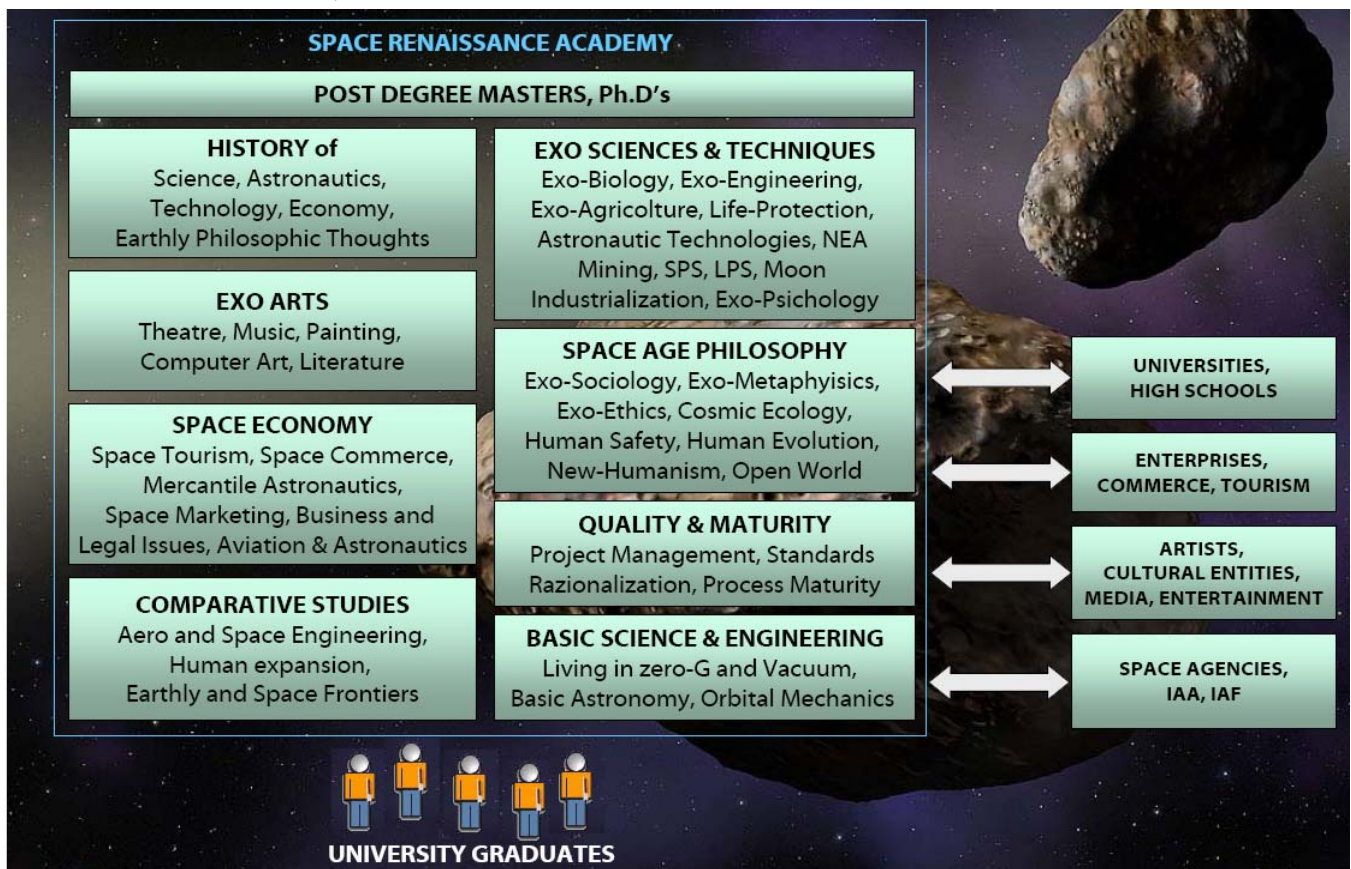 SPACE RENAISSANCE ACADEMY
POST DEGREE MASTERS, Ph.D’s
HISTORY of
Science, Astronautics,
Technology, Economy,
Earthly Philosophic Thoughts
EXO ARTS
Theatre, Music, Painting,
Computer Art, Literature
SPACE ECONOMY
Space Tourism, Space Commerce,
Mercantile Astronautics,
Space Marketing, Business and
Legal Issues, Aviation & Astronautics
COMPARATIVE STUDIES
Aero and Space Engineering,
Human expansion,
Earthly and Space Frontiers
EXO SCIENCES & TECHNIQUES
Exo-Biology, Exo-Engineering,
Exo-Agricolture, Life-Protection,
Astronautic Technologies, NEA
Mining, SPS, LPS, Moon
Industrialization, Exo-Psichology
SPACE AGE PHILOSOPHY
Exo-Sociology, Exo-Metaphyisics,
Exo-Ethics, Cosmic Ecology,
Human Safety, Human Evolution,
New-Humanism, Open World
QUALITY & MATURITY
Project Management, Standards
Razionalization, Process Maturity
BASIC SCIENCE & ENGINEERING
Living in zero-G and Vacuum,
Basic Astronomy, Orbital Mechanics
UNIVERSITIES,
HIGH SCHOOLS
ENTERPRISES,
COMMERCE, TOURISM
ARTISTS,
CULTURAL ENTITIES,
MEDIA, ENTERTAINMENT
SPACE AGENCIES,
IAA, IAF
UNIVERSITY GRADUATES